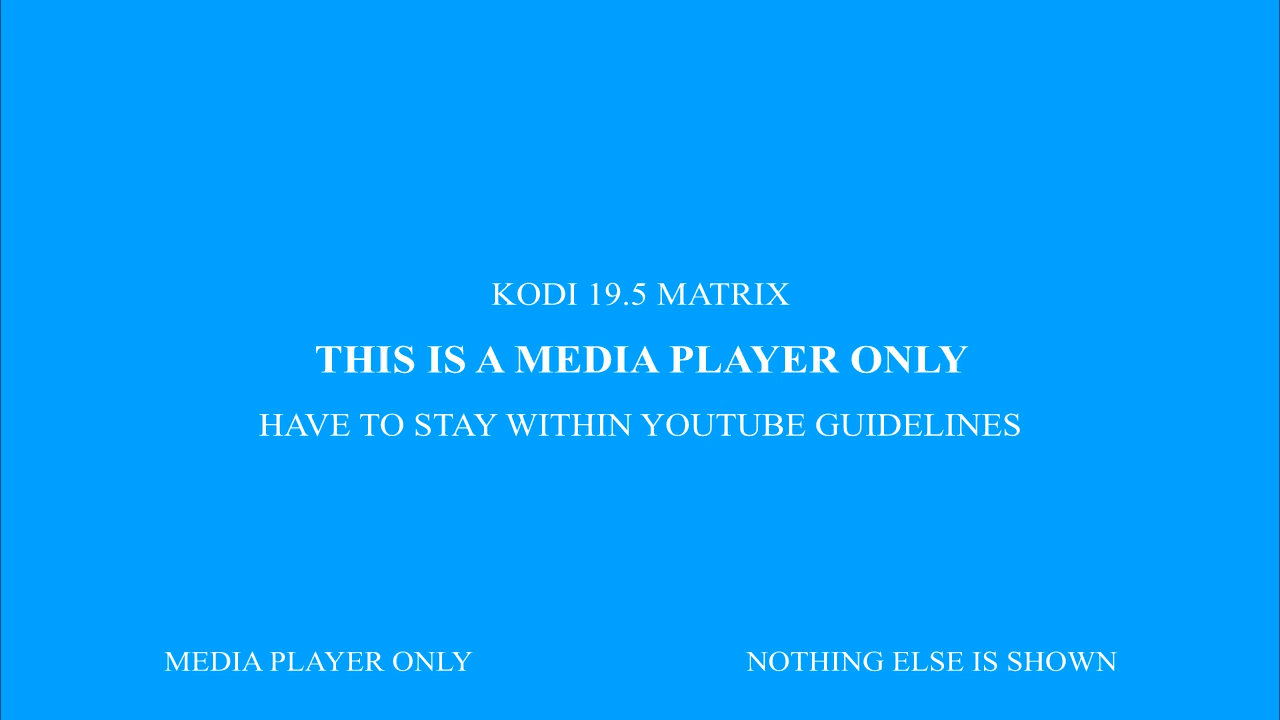 KODI 19.5 MATRIX
THIS IS A MEDIA PLAYER ONLY
HAVE TO STAY WITHIN YOUTUBE GUIDELINES
MEDIA PLAYER ONLY
NOTHING ELSE IS SHOWN